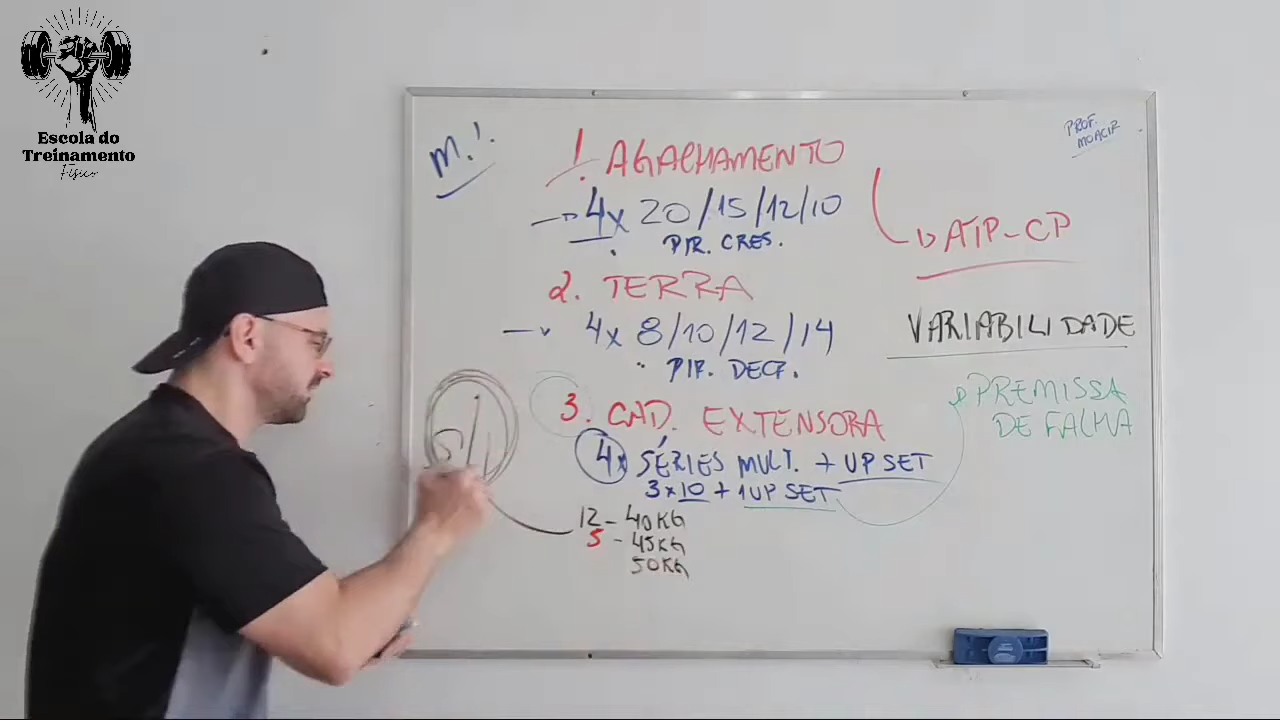 Escola do
Treinamento
Físico
PROF.
MOACIR
M.I.
1. AGACHAMENTO
4x 20/15/12/10
PIR. CRES.
ATP-CP
2. TERRA
4x 8/10/12/14
PIR. DECR.
VARIABILIDADE
PREMISSA
DE FALHA
3. CAD. EXTENSORA
4x SÉRIES MULT. + UP SET
3x10 + 1UP SET
12 - 40KG
5 - 45KG
50KG